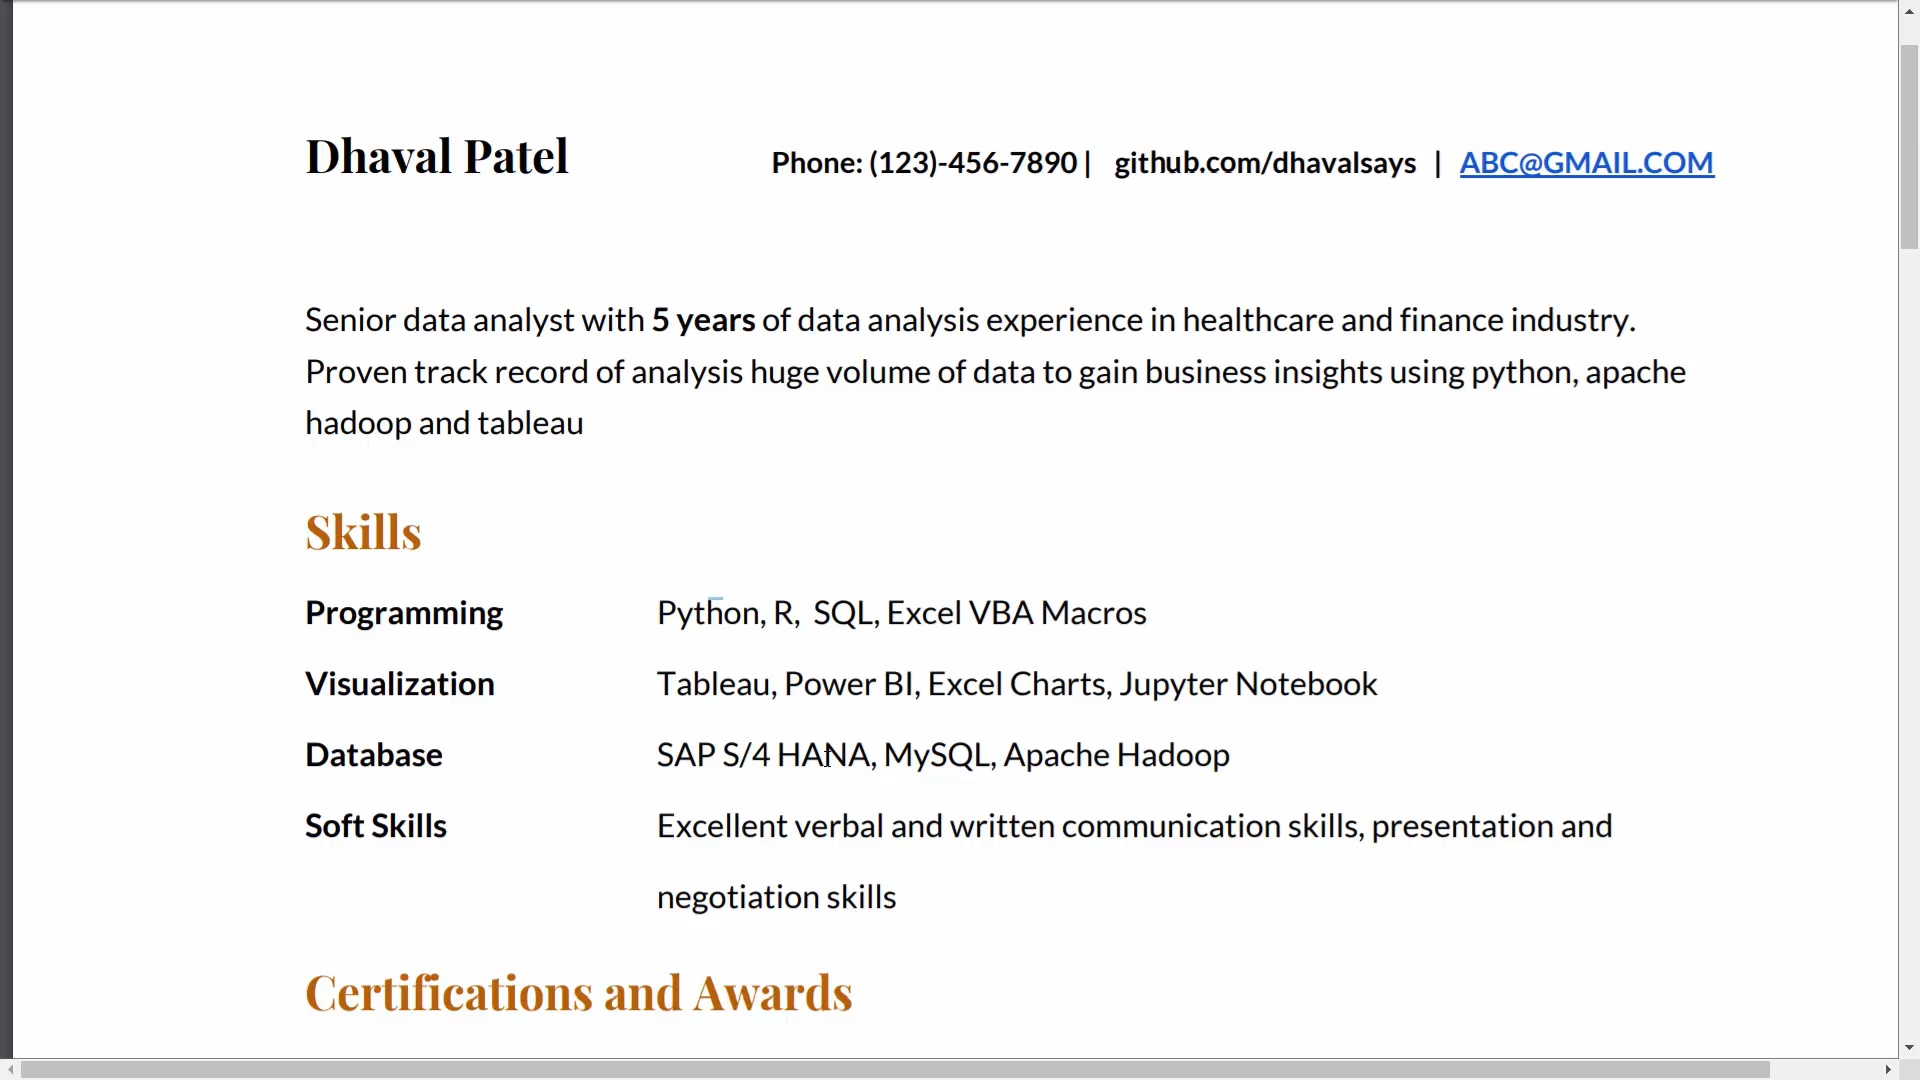 Dhaval Patel Phone: (123)-456-7890 | github.com/dhavalsays | ABC@GMAIL.COM
Senior data analyst with 5 years of data analysis experience in healthcare and finance industry.
Proven track record of analysis huge volume of data to gain business insights using python, apache
hadoop and tableau
Skills
Programming Python, R, SQL, Excel VBA Macros
Visualization Tableau, Power BI, Excel Charts, Jupyter Notebook
Database SAP S/4 HANA, MySQL, Apache Hadoop
Soft Skills Excellent verbal and written communication skills, presentation and
negotiation skills
Certifications and Awards